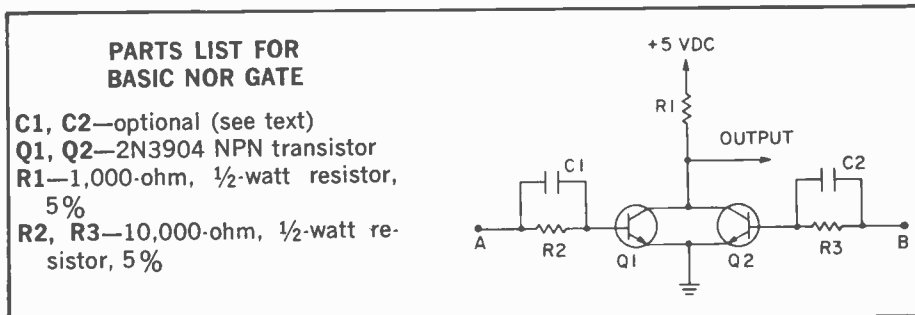 PARTS LIST FOR
BASIC NOR GATE
C1, C2—optional (see text)
Q1, Q2—2N3904 NPN transistor
R1—1,000-ohm, ½-watt resistor,
5%
R2, R3—10,000-ohm, ½-watt re-
sistor, 5%
+5 VDC
R1
OUTPUT
C1
C2
A
R2
Q1
Q2
R3
B